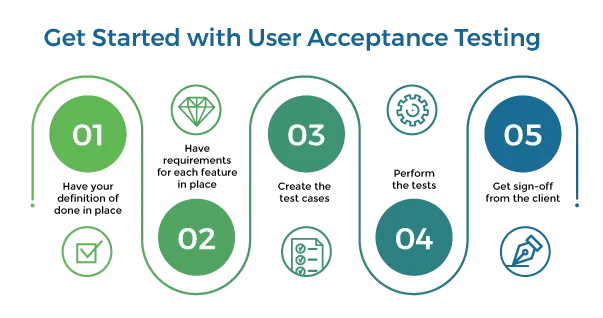 Get Started with User Acceptance Testing
01
Have your
definition of
done in place
Have
requirements
for each feature
in place
02
03
Create the
test cases
Perform
the tests
04
05
Get sign-off
from the client